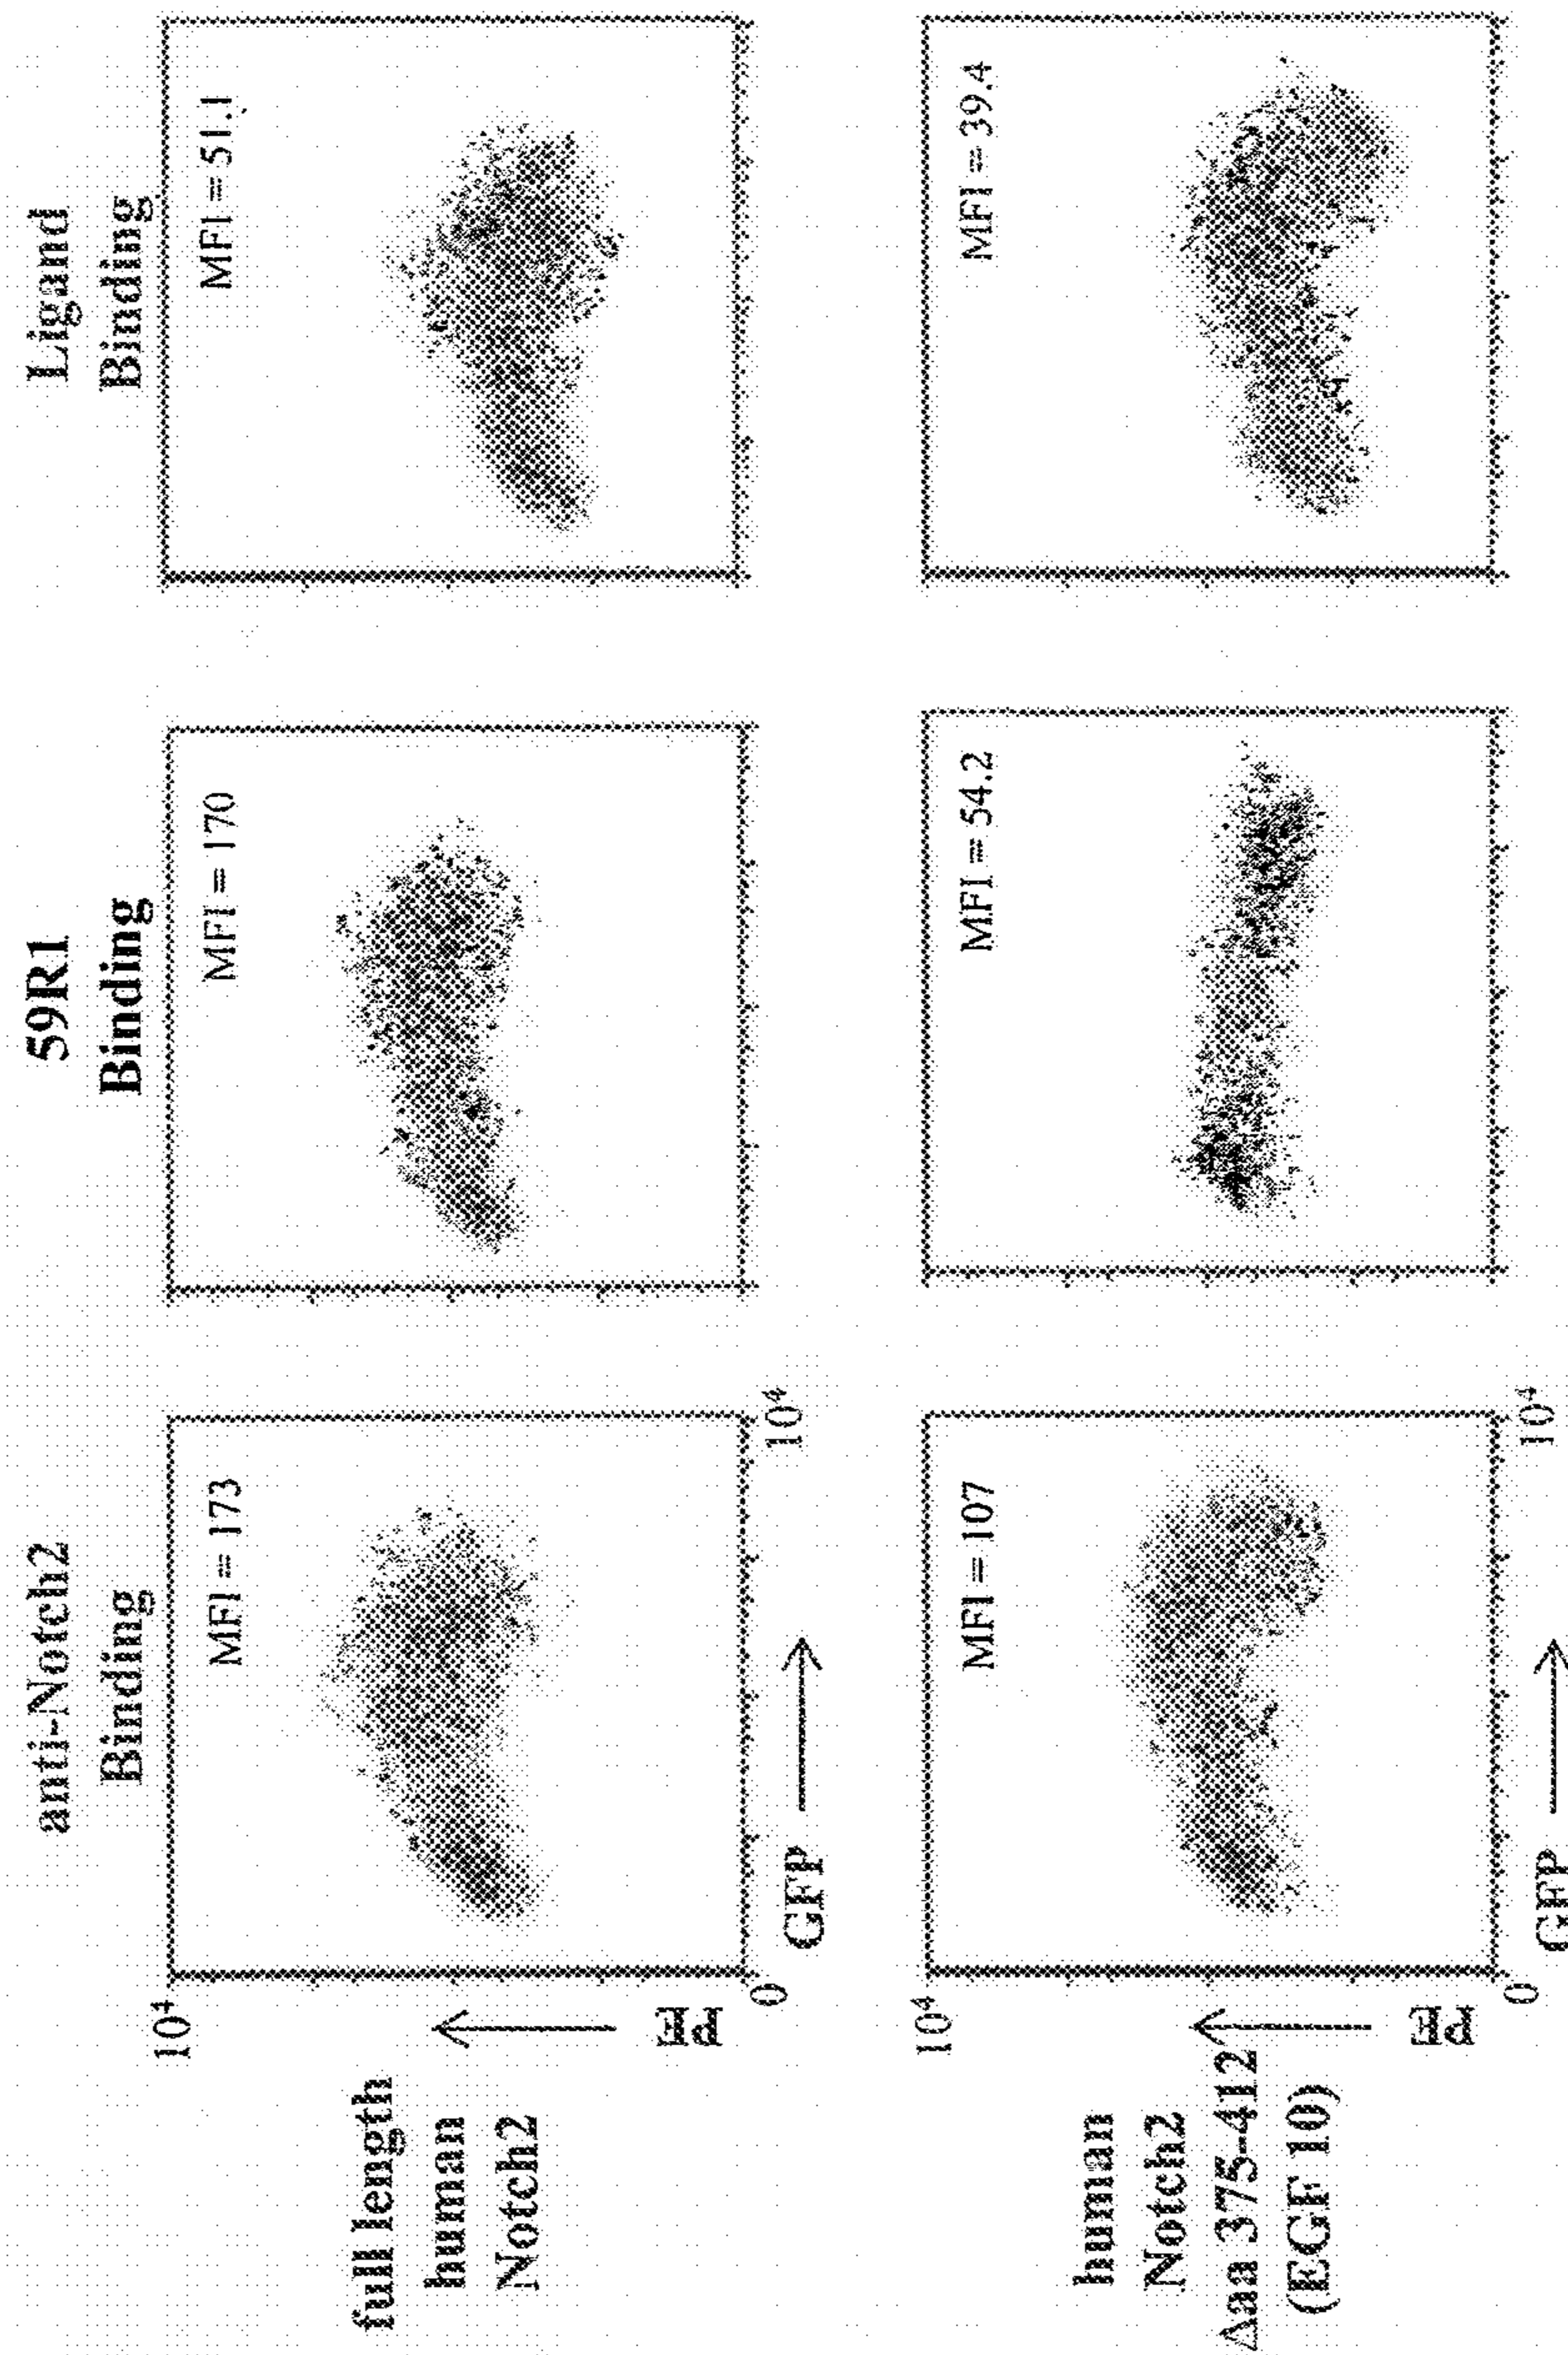 anti-Notch2
Binding
59R1
Binding
Ligand
Binding
full length
human
Notch2
10⁴
PE
0
MFI = 173
MFI = 170
MFI = 51.1
GFP
10⁴
human
Notch2
Δaa 375-412
(EGF 10)
10⁴
PE
0
MFI = 107
MFI = 54.2
MFI = 39.4
GFP
10⁴